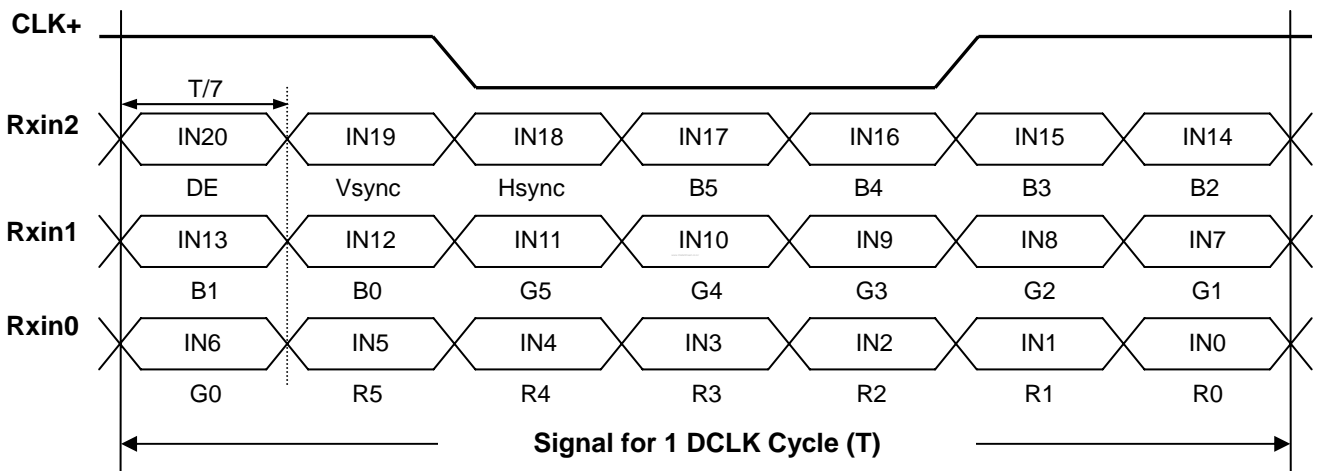 CLK+
T/7
Rxin2 IN20 IN19 IN18 IN17 IN16 IN15 IN14
DE Vsync Hsync B5 B4 B3 B2
Rxin1 IN13 IN12 IN11 IN10 IN9 IN8 IN7
B1 B0 G5 G4 G3 G2 G1
Rxin0 IN6 IN5 IN4 IN3 IN2 IN1 IN0
G0 R5 R4 R3 R2 R1 R0
Signal for 1 DCLK Cycle (T)